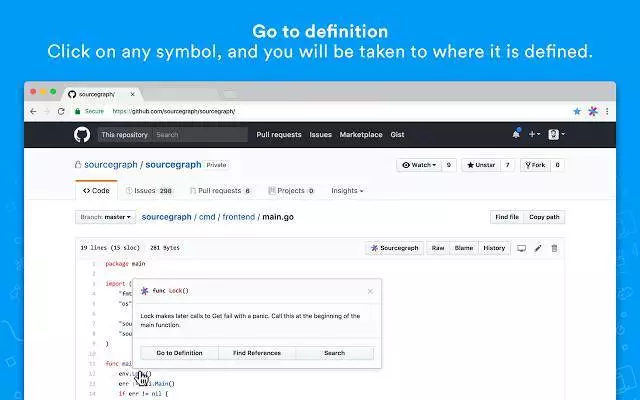 Go to definition
Click on any symbol, and you will be taken to where it is defined.
sourcegraph/
Secure https://github.com/sourcegraph/sourcegraph/
This repository Search Pull requests Issues Marketplace Gist
sourcegraph / sourcegraph Private Watch 9 Unstar 7 Fork 0
<> Code Issues 298 Pull requests 6 Projects 0 Insights
Branch: master sourcegraph / cmd / frontend / main.go Find file Copy path
19 lines (15 sloc) 281 Bytes Sourcegraph Raw Blame History
1 package main
2
3 import (
4 "fmt
5 "os"
6
7 "sour
8 "sour
9 )
10
func Lock()
Lock makes later calls to Get fail with a panic. Call this at the beginning of the
main function.
Go to Definition Find References Search
11 func mai
12 env.
13 err .Main()
14 if err != nil {